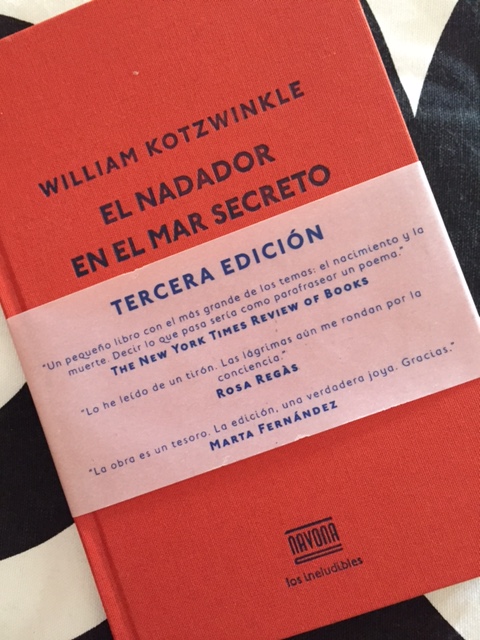 WILLIAM KOTZWINKLE
EL NADADOR
EN EL MAR SECRETO
TERCERA EDICIÓN
"Un pequeño libro con el más grande de los temas: el nacimiento y la
muerte. Decir lo que pasa sería como parafrasear un poema."
THE NEW YORK TIMES REVIEW OF BOOKS
"Lo he leído de un tirón. Las lágrimas aún me rondan por la
conciencia."
ROSA REGÀS
"La obra es un tesoro. La edición, una verdadera joya. Gracias."
MARTA FERNÁNDEZ
NAVONA
los ineludibles